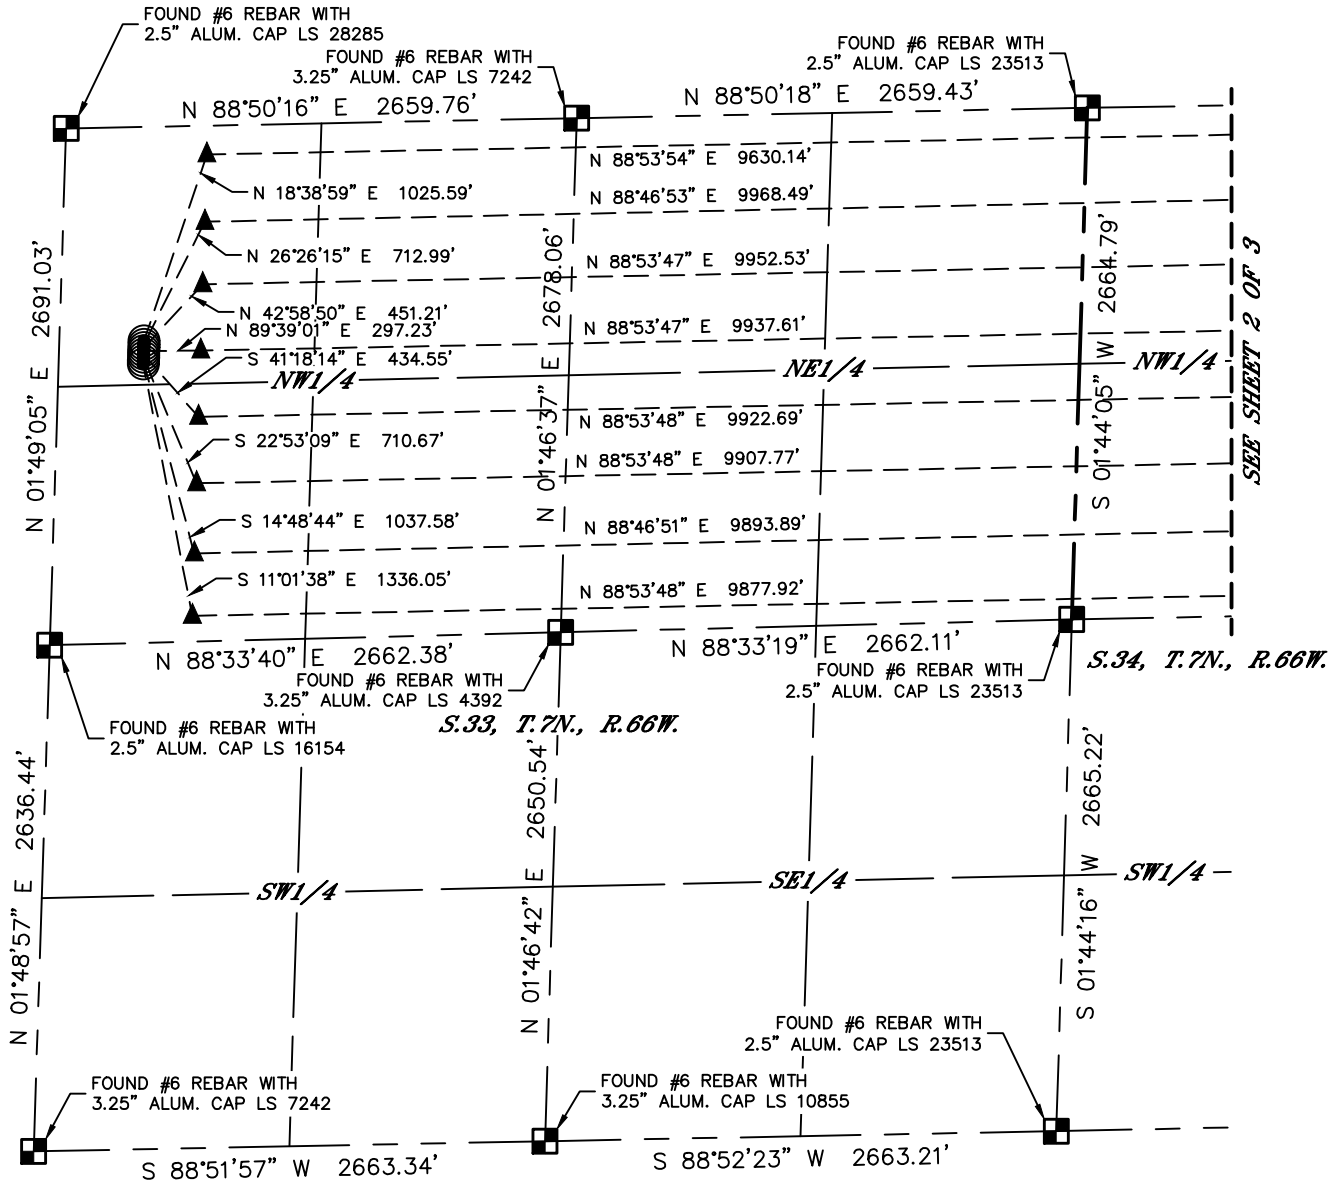 FOUND #6 REBAR WITH
2.5" ALUM. CAP LS 28285
FOUND #6 REBAR WITH
3.25" ALUM. CAP LS 7242
FOUND #6 REBAR WITH
2.5" ALUM. CAP LS 23513
N 88°50'16" E 2659.76'
N 88°50'18" E 2659.43'
N 88°53'54" E 9630.14'
N 18°38'59" E 1025.59'
N 88°46'53" E 9968.49'
N 26°26'15" E 712.99'
N 88°53'47" E 9952.53'
N 42°58'50" E 451.21'
N 88°53'47" E 9937.61'
N 89°39'01" E 297.23'
S 41°18'14" E 434.55'
NW1/4
NE1/4
NW1/4
N 88°53'48" E 9922.69'
S 22°53'09" E 710.67'
N 88°53'48" E 9907.77'
S 14°48'44" E 1037.58'
N 88°46'51" E 9893.89'
S 11°01'38" E 1336.05'
N 88°53'48" E 9877.92'
N 01°49'05" E 2691.03'
N 01°46'37" E 2678.06'
S 01°44'05" W 2664.79'
SEE SHEET 2 OF 3
N 88°33'40" E 2662.38'
N 88°33'19" E 2662.11'
FOUND #6 REBAR WITH
3.25" ALUM. CAP LS 4392
FOUND #6 REBAR WITH
2.5" ALUM. CAP LS 23513
S.34, T.7N., R.66W.
S.33, T.7N., R.66W.
FOUND #6 REBAR WITH
2.5" ALUM. CAP LS 16154
N 01°48'57" E 2636.44'
N 01°46'42" E 2650.54'
S 01°44'16" W 2665.22'
SW1/4
SE1/4
SW1/4
FOUND #6 REBAR WITH
2.5" ALUM. CAP LS 23513
FOUND #6 REBAR WITH
3.25" ALUM. CAP LS 7242
FOUND #6 REBAR WITH
3.25" ALUM. CAP LS 10855
S 88°51'57" W 2663.34'
S 88°52'23" W 2663.21'